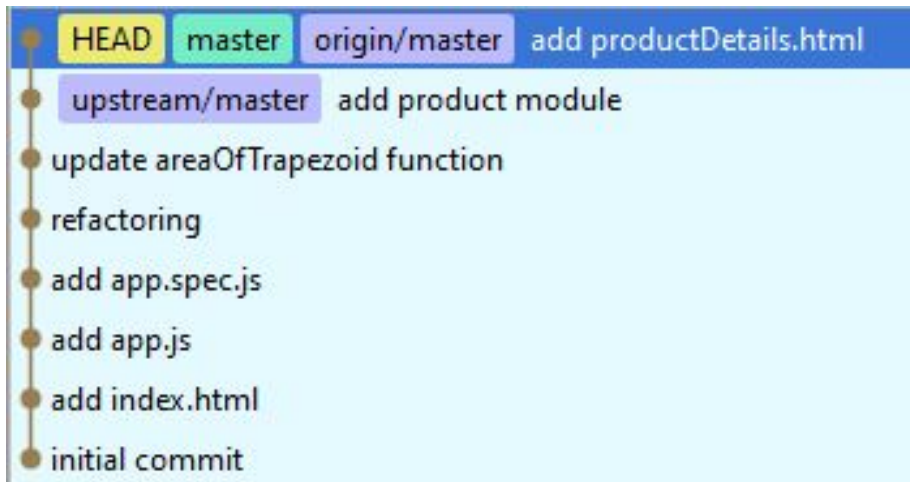 HEAD master origin/master add productDetails.html
upstream/master add product module
update areaOfTrapezoid function
refactoring
add app.spec.js
add app.js
add index.html
initial commit